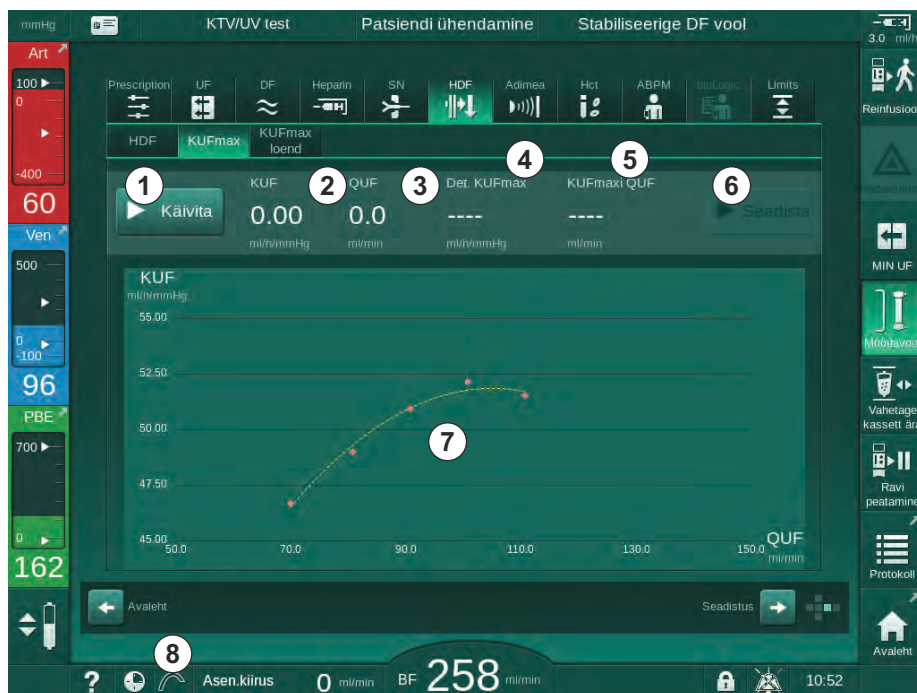 mmHg KTV/UV test Patsiendi ühendamine Stabiliseerige DF vool 3.0 ml/h
Art
100
0
-400
60
Ven
500
0
-100
96
PBE
700
0
162
Prescription UF DF Heparin SN HDF Adimea Hct ABPM bioLogic Limits
HDF KUFmax KUFmax loend
1 Käivita
KUF 2 QUF 3 Det. KUFmax 4 KUFmaxi QUF 5 6 Seadista
0.00 0.0 ---- ----
ml/h/mmHg ml/min ml/h/mmHg ml/min
KUF
ml/h/mmHg
55.00
52.50
50.00
47.50
45.00
7
50.0 70.0 90.0 110.0 130.0 150.0
QUF
ml/min
Avaleht Seadistus
8
? Asen.kiirus 0 ml/min BF 258 ml/min 10:52
Reinfusioon
MIN UF
Vahetage
kassett ära
Ravi
peatamine
Protokoll
Avaleht